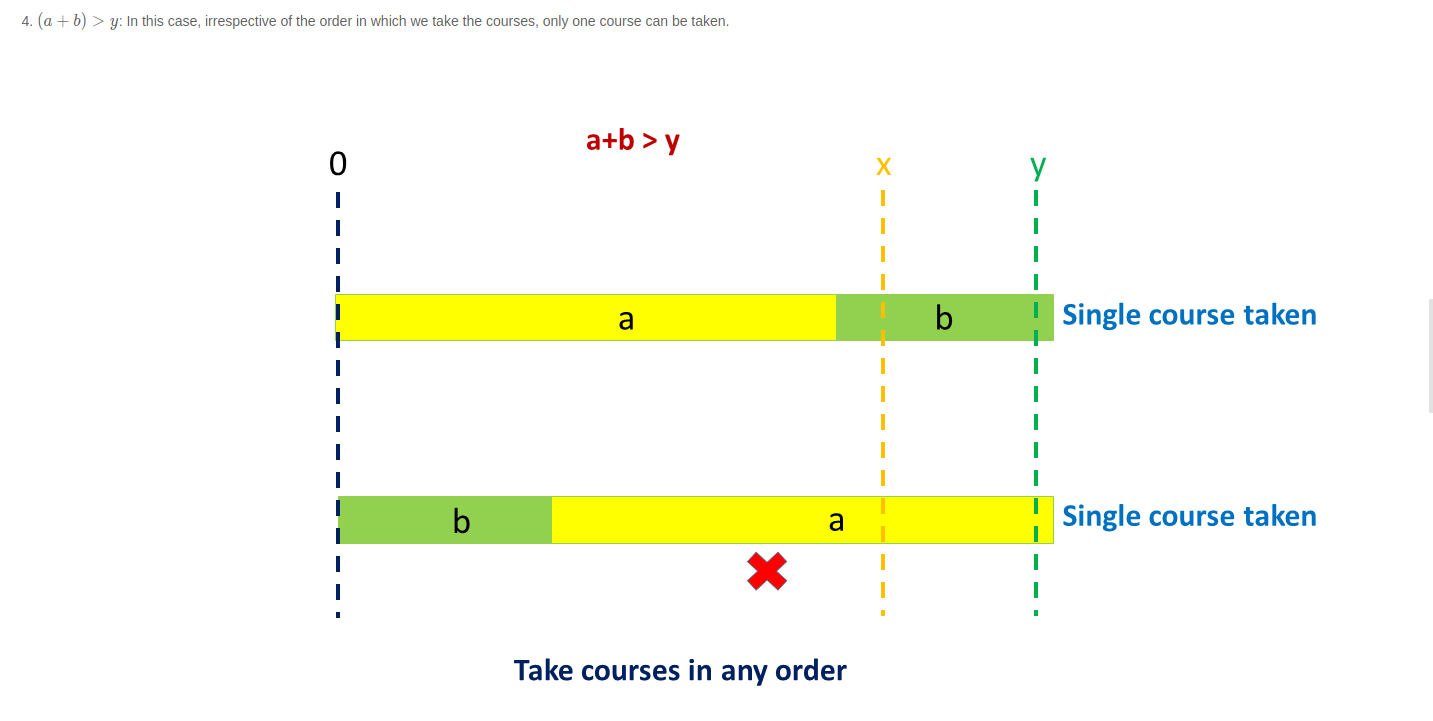 4. (a + b) > y: In this case, irrespective of the order in which we take the courses, only one course can be taken.
a+b > y
0
x
y
a
b
Single course taken
b
a
Single course taken
Take courses in any order